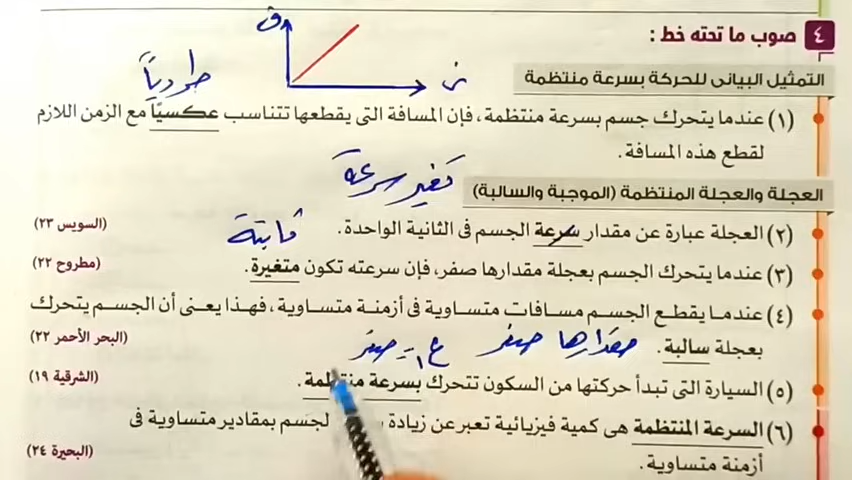 ٤ صوب ما تحته خط :
ف
ز
التمثيل البيانى للحركة بسرعة منتظمة
طرديًا
(١) عندما يتحرك جسم بسرعة منتظمة، فإن المسافة التى يقطعها تتناسب عكسيًا مع الزمن اللازم
لقطع هذه المسافة.
تغير سرعة
العجلة والعجلة المنتظمة (الموجبة والسالبة)
(٢) العجلة عبارة عن مقدار سرعة الجسم فى الثانية الواحدة. (السويس ٢٣)
ثابتة
(٣) عندما يتحرك الجسم بعجلة مقدارها صفر، فإن سرعته تكون متغيرة. (مطروح ٢٢)
(٤) عندما يقطع الجسم مسافات متساوية فى أزمنة متساوية، فهذا يعنى أن الجسم يتحرك
بعجلة سالبة. مقدارها صفر (البحر الأحمر ٢٢)
ع١ = صفر
(٥) السيارة التى تبدأ حركتها من السكون تتحرك بسرعة منتظمة. (الشرقية ١٩)
(٦) السرعة المنتظمة هى كمية فيزيائية تعبر عن زيادة لجسم بمقادير متساوية فى
أزمنة متساوية. (البحيرة ٢٤)